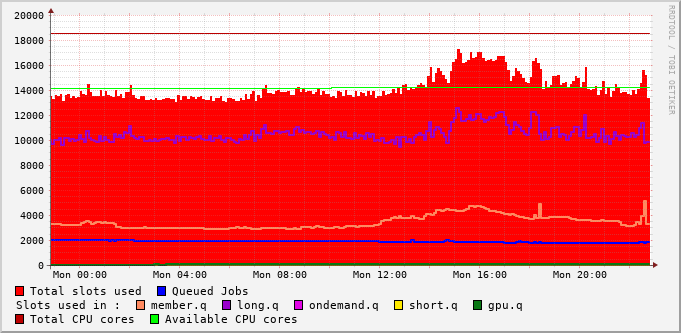 20000
18000
16000
14000
12000
10000
8000
6000
4000
2000
0
Mon 00:00 Mon 04:00 Mon 08:00 Mon 12:00 Mon 16:00 Mon 20:00
RRDTOOL / TOBI OETIKER
Total slots used Queued Jobs
Slots used in : member.q long.q ondemand.q short.q gpu.q
Total CPU cores Available CPU cores